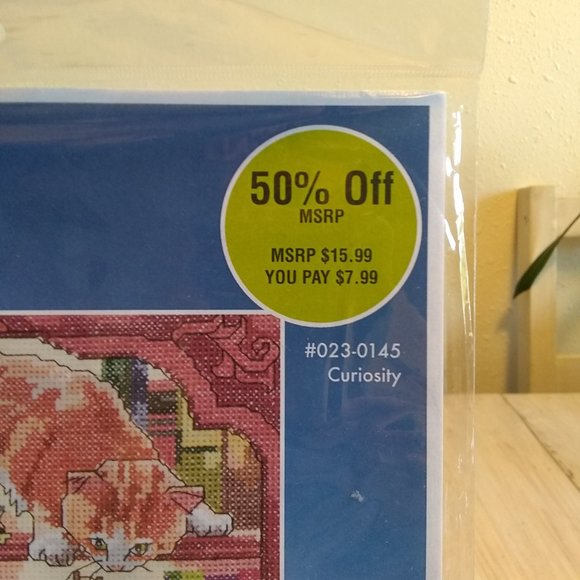 50% Off
MSRP
MSRP $15.99
YOU PAY $7.99
#023-0145
Curiosity